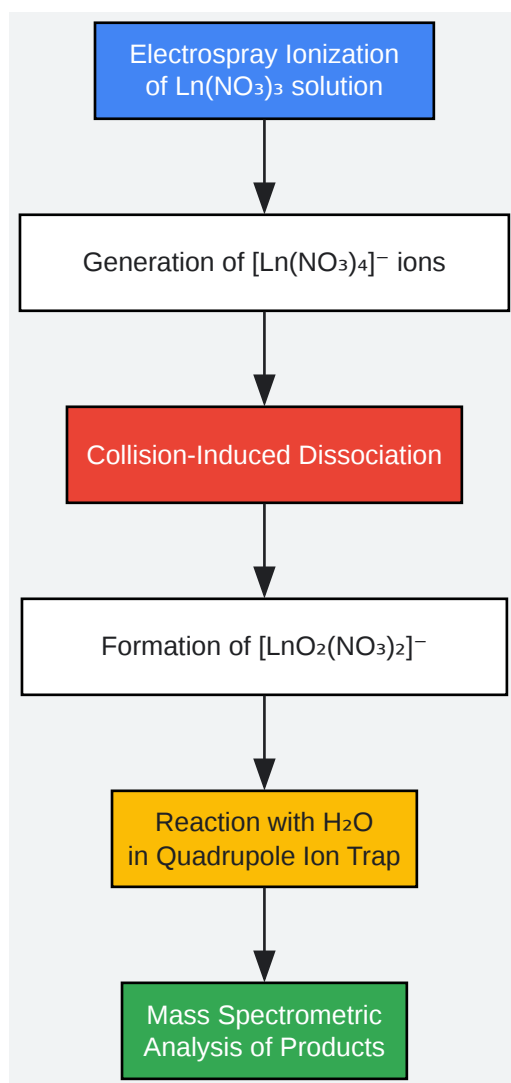 Electrospray Ionization
of Ln(NO₃)₃ solution
Generation of [Ln(NO₃)₄]⁻ ions
Collision-Induced Dissociation
Formation of [LnO₂(NO₃)₂]⁻
Reaction with H₂O
in Quadrupole Ion Trap
Mass Spectrometric
Analysis of Products